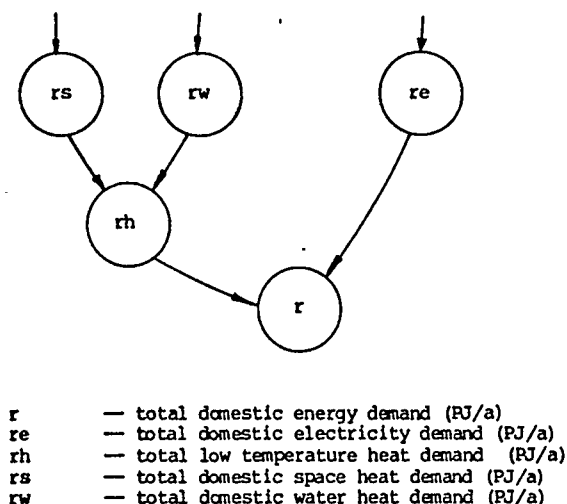 rs rw re
rh
r
r — total domestic energy demand (PJ/a)
re — total domestic electricity demand (PJ/a)
rh — total low temperature heat demand (PJ/a)
rs — total domestic space heat demand (PJ/a)
rw — total domestic water heat demand (PJ/a)